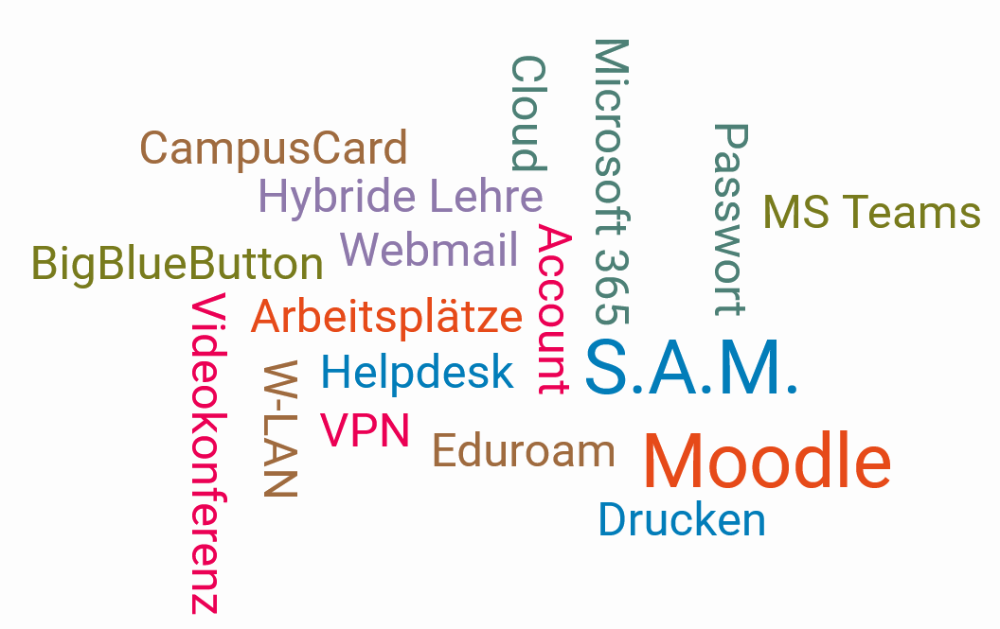 Cloud
Microsoft 365
CampusCard
Passwort
Hybride Lehre
MS Teams
Webmail
BigBlueButton
Account
Arbeitsplätze
Videokonferenz
Helpdesk
S.A.M.
W-LAN
VPN
Eduroam
Moodle
Drucken